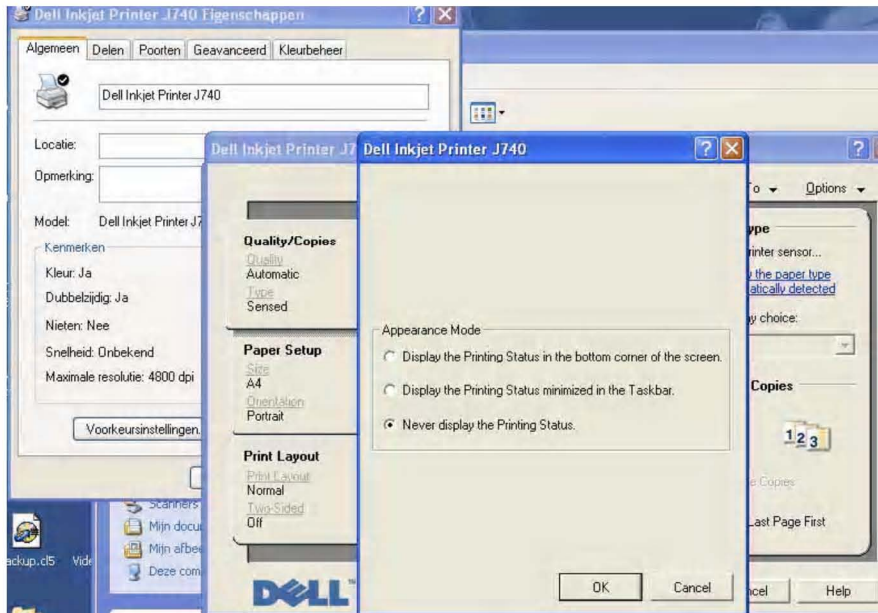 Dell Inkjet Printer J740 Eigenschappen
Algemeen Delen Poorten Geavanceerd Kleurbeheer
Dell Inkjet Printer J740
Locatie:
Opmerking:
Model: Dell Inkjet Printer J7
Kenmerken
Kleur: Ja
Dubbelzijdig: Ja
Nieten: Nee
Snelheid: Onbekend
Maximale resolutie: 4800 dpi
Voorkeursinstellingen
Scanners
Mijn docu
Mijn afbee
Deze com
ackup.cl5 Vide
Dell Inkjet Printer J7
Quality/Copies
Quality
Automatic
Type
Sensed
Paper Setup
Size
A4
Orientation
Portrait
Print Layout
Print Layout
Normal
Two-Sided
Off
DELL™
Dell Inkjet Printer J740
Appearance Mode
Display the Printing Status in the bottom corner of the screen.
Display the Printing Status minimized in the Taskbar.
Never display the Printing Status.
OK Cancel
To Options
ype
rinter sensor...
the paper type
atically detected
y choice:
Copies
1 2 3
e Copies
Last Page First
ncel Help